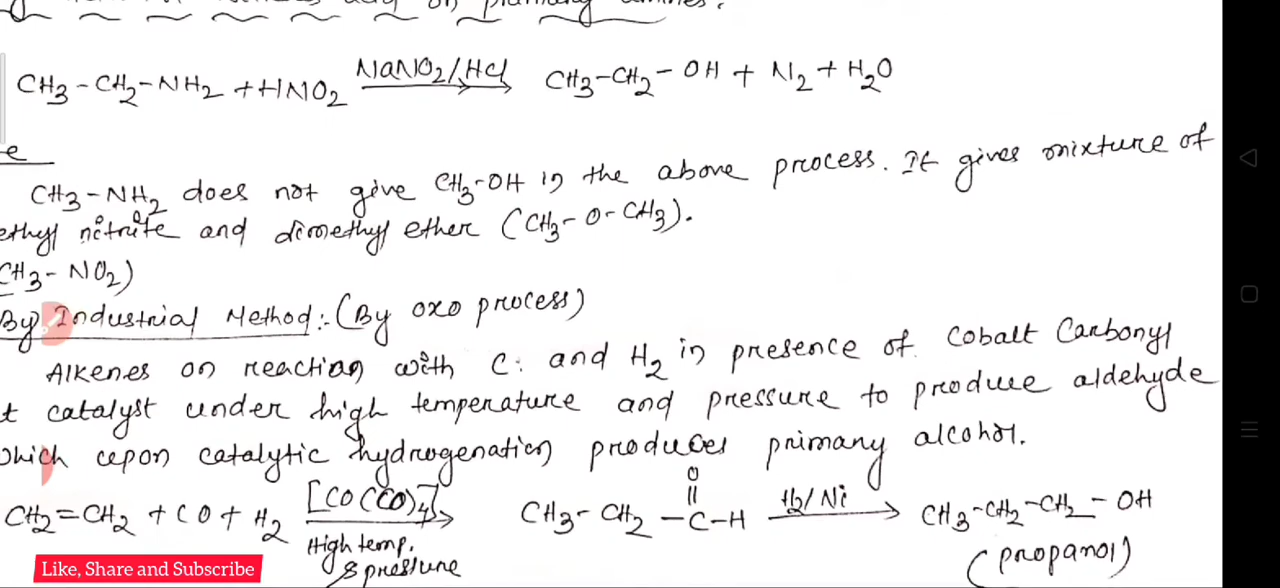 on primary amines.
CH3-CH2-NH2 + HNO2 NaNO2/HCl → CH3-CH2-OH + N2 + H2O
e
CH3-NH2 does not give CH3-OH in the above process. It gives mixture of
ethyl nitrite and dimethyl ether (CH3-O-CH3).
(CH3-NO2)
By Industrial Method:- (By oxo process)
Alkenes on reaction with C: and H2 in presence of Cobalt Carbonyl
t catalyst under high temperature and pressure to produce aldehyde
which upon catalytic hydrogenation produces primary alcohol.
CH2=CH2 + CO + H2 [CO(CO)4]2 → CH3-CH2-C-H H2/Ni → CH3-CH2-CH2-OH
O
High temp. & pressure
(propanol)
Like, Share and Subscribe